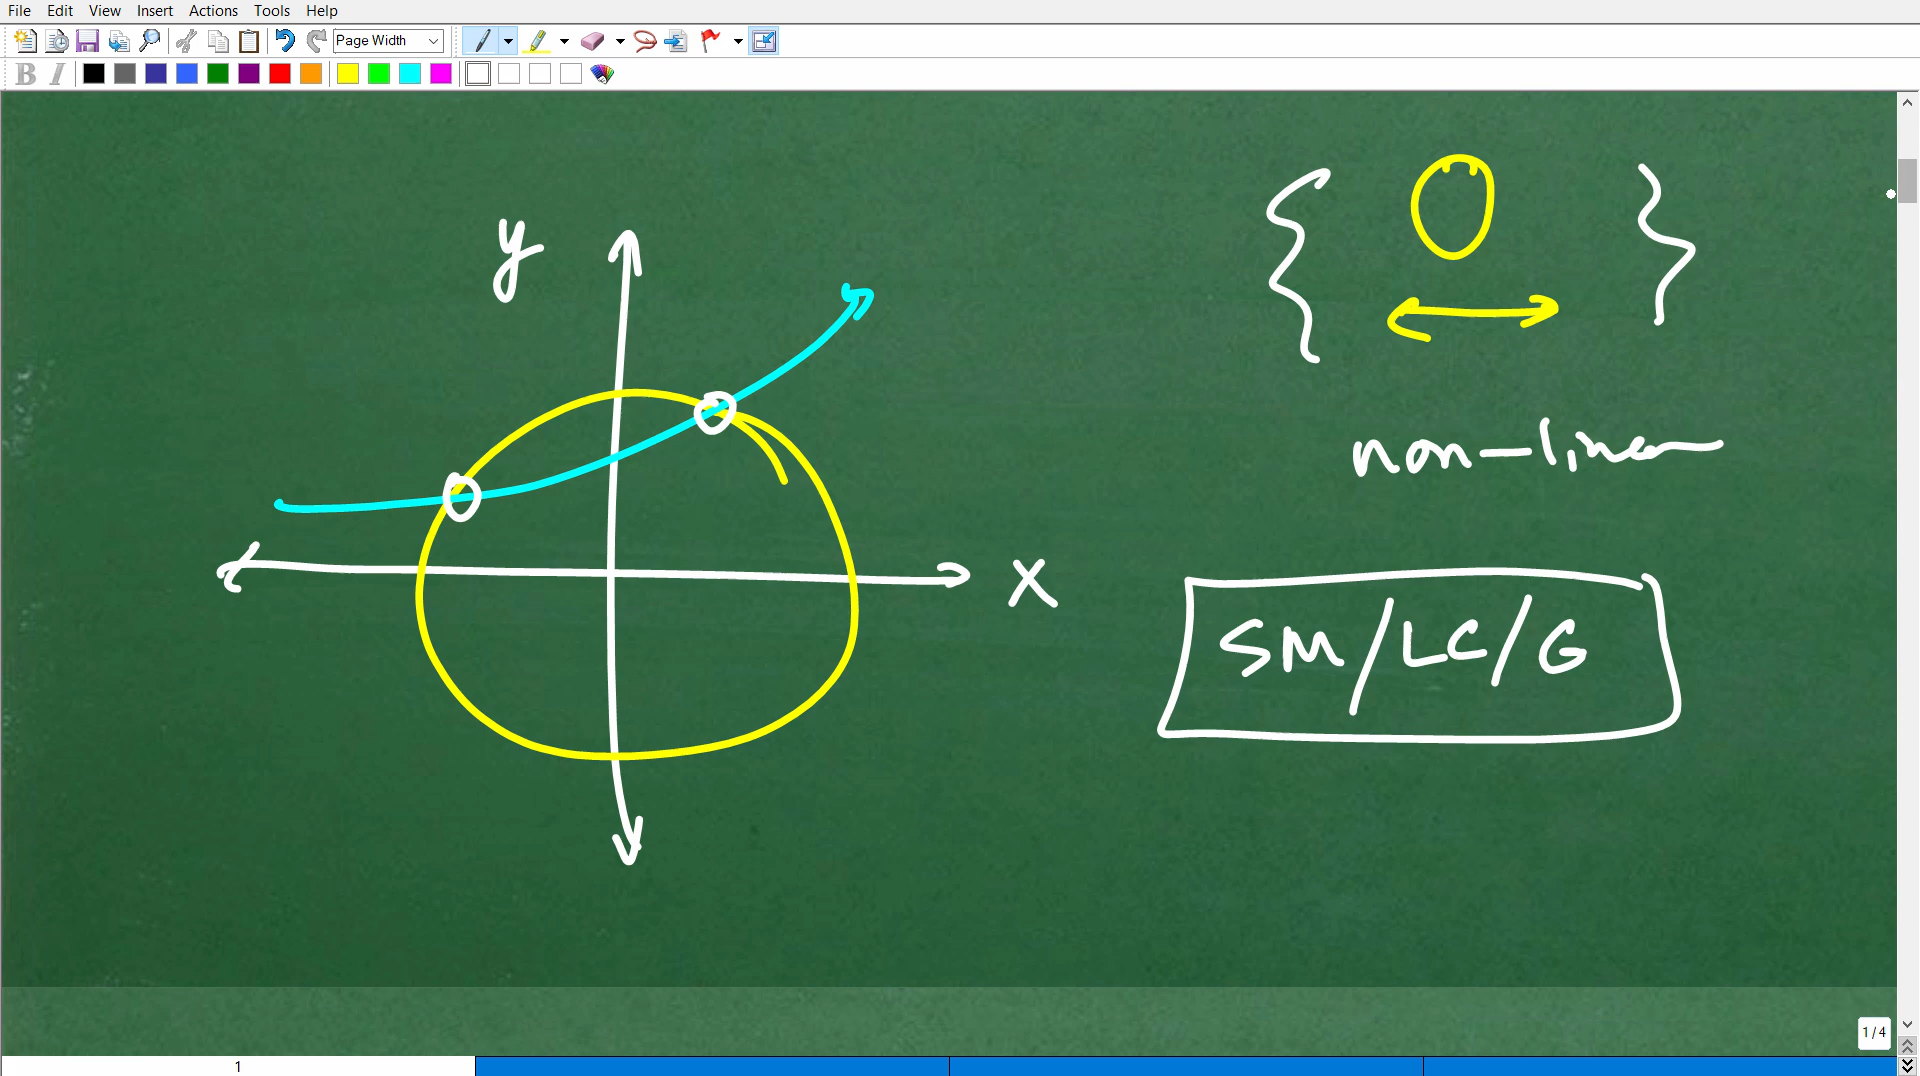 File Edit View Insert Actions Tools Help
Page Width
B I
y
x
non-linear
SM/LC/G
1/4
1